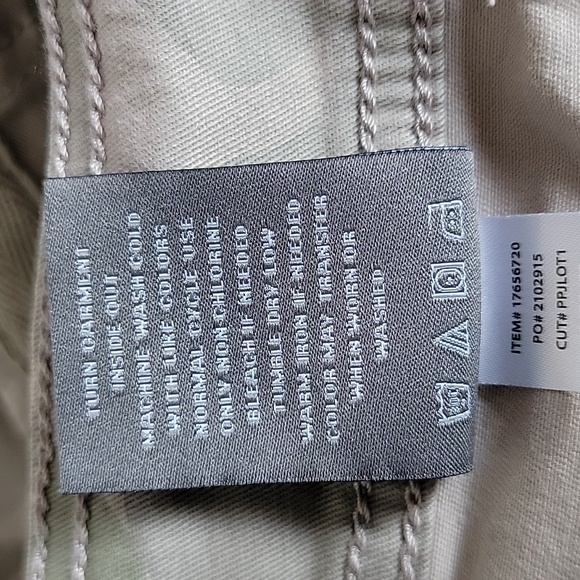 TURN GARMENT
INSIDE OUT
MACHINE WASH COLD
WITH LIKE COLORS
NORMAL CYCLE USE
ONLY NON CHLORINE
BLEACH IF NEEDED
TUMBLE DRY LOW
WARM IRON IF NEEDED
COLOR MAY TRANSFER
WHEN WORN OR
WASHED
ITEM# 17656720
PO# 2102915
CUT# PPJLOT1